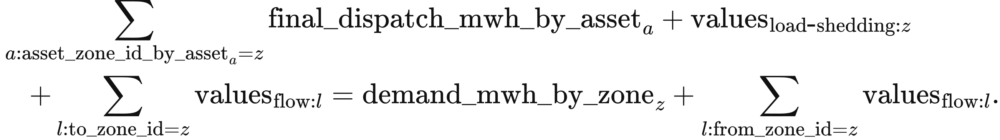 ∑_{a:asset_zone_id_by_asset_a=z} final_dispatch_mwh_by_asset_a + values_{load-shedding:z}
+ ∑_{l:to_zone_id=z} values_{flow:l} = demand_mwh_by_zone_z + ∑_{l:from_zone_id=z} values_{flow:l}.